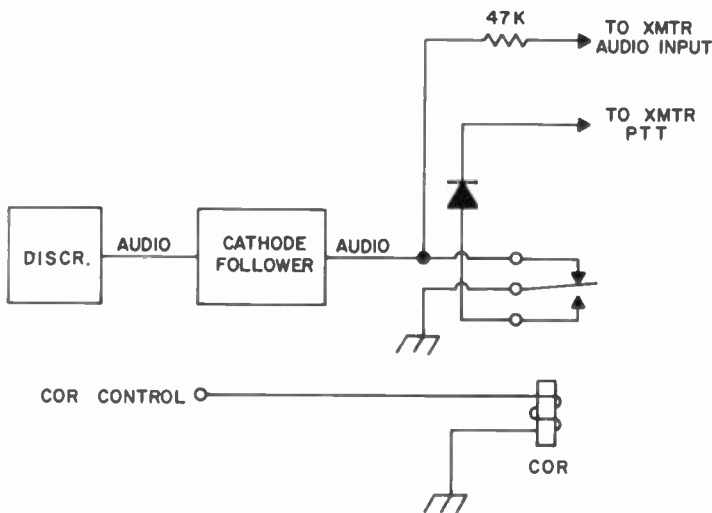 47K
TO XMTR
AUDIO INPUT
TO XMTR
PTT
DISCR.
AUDIO
CATHODE
FOLLOWER
AUDIO
COR CONTROL
COR